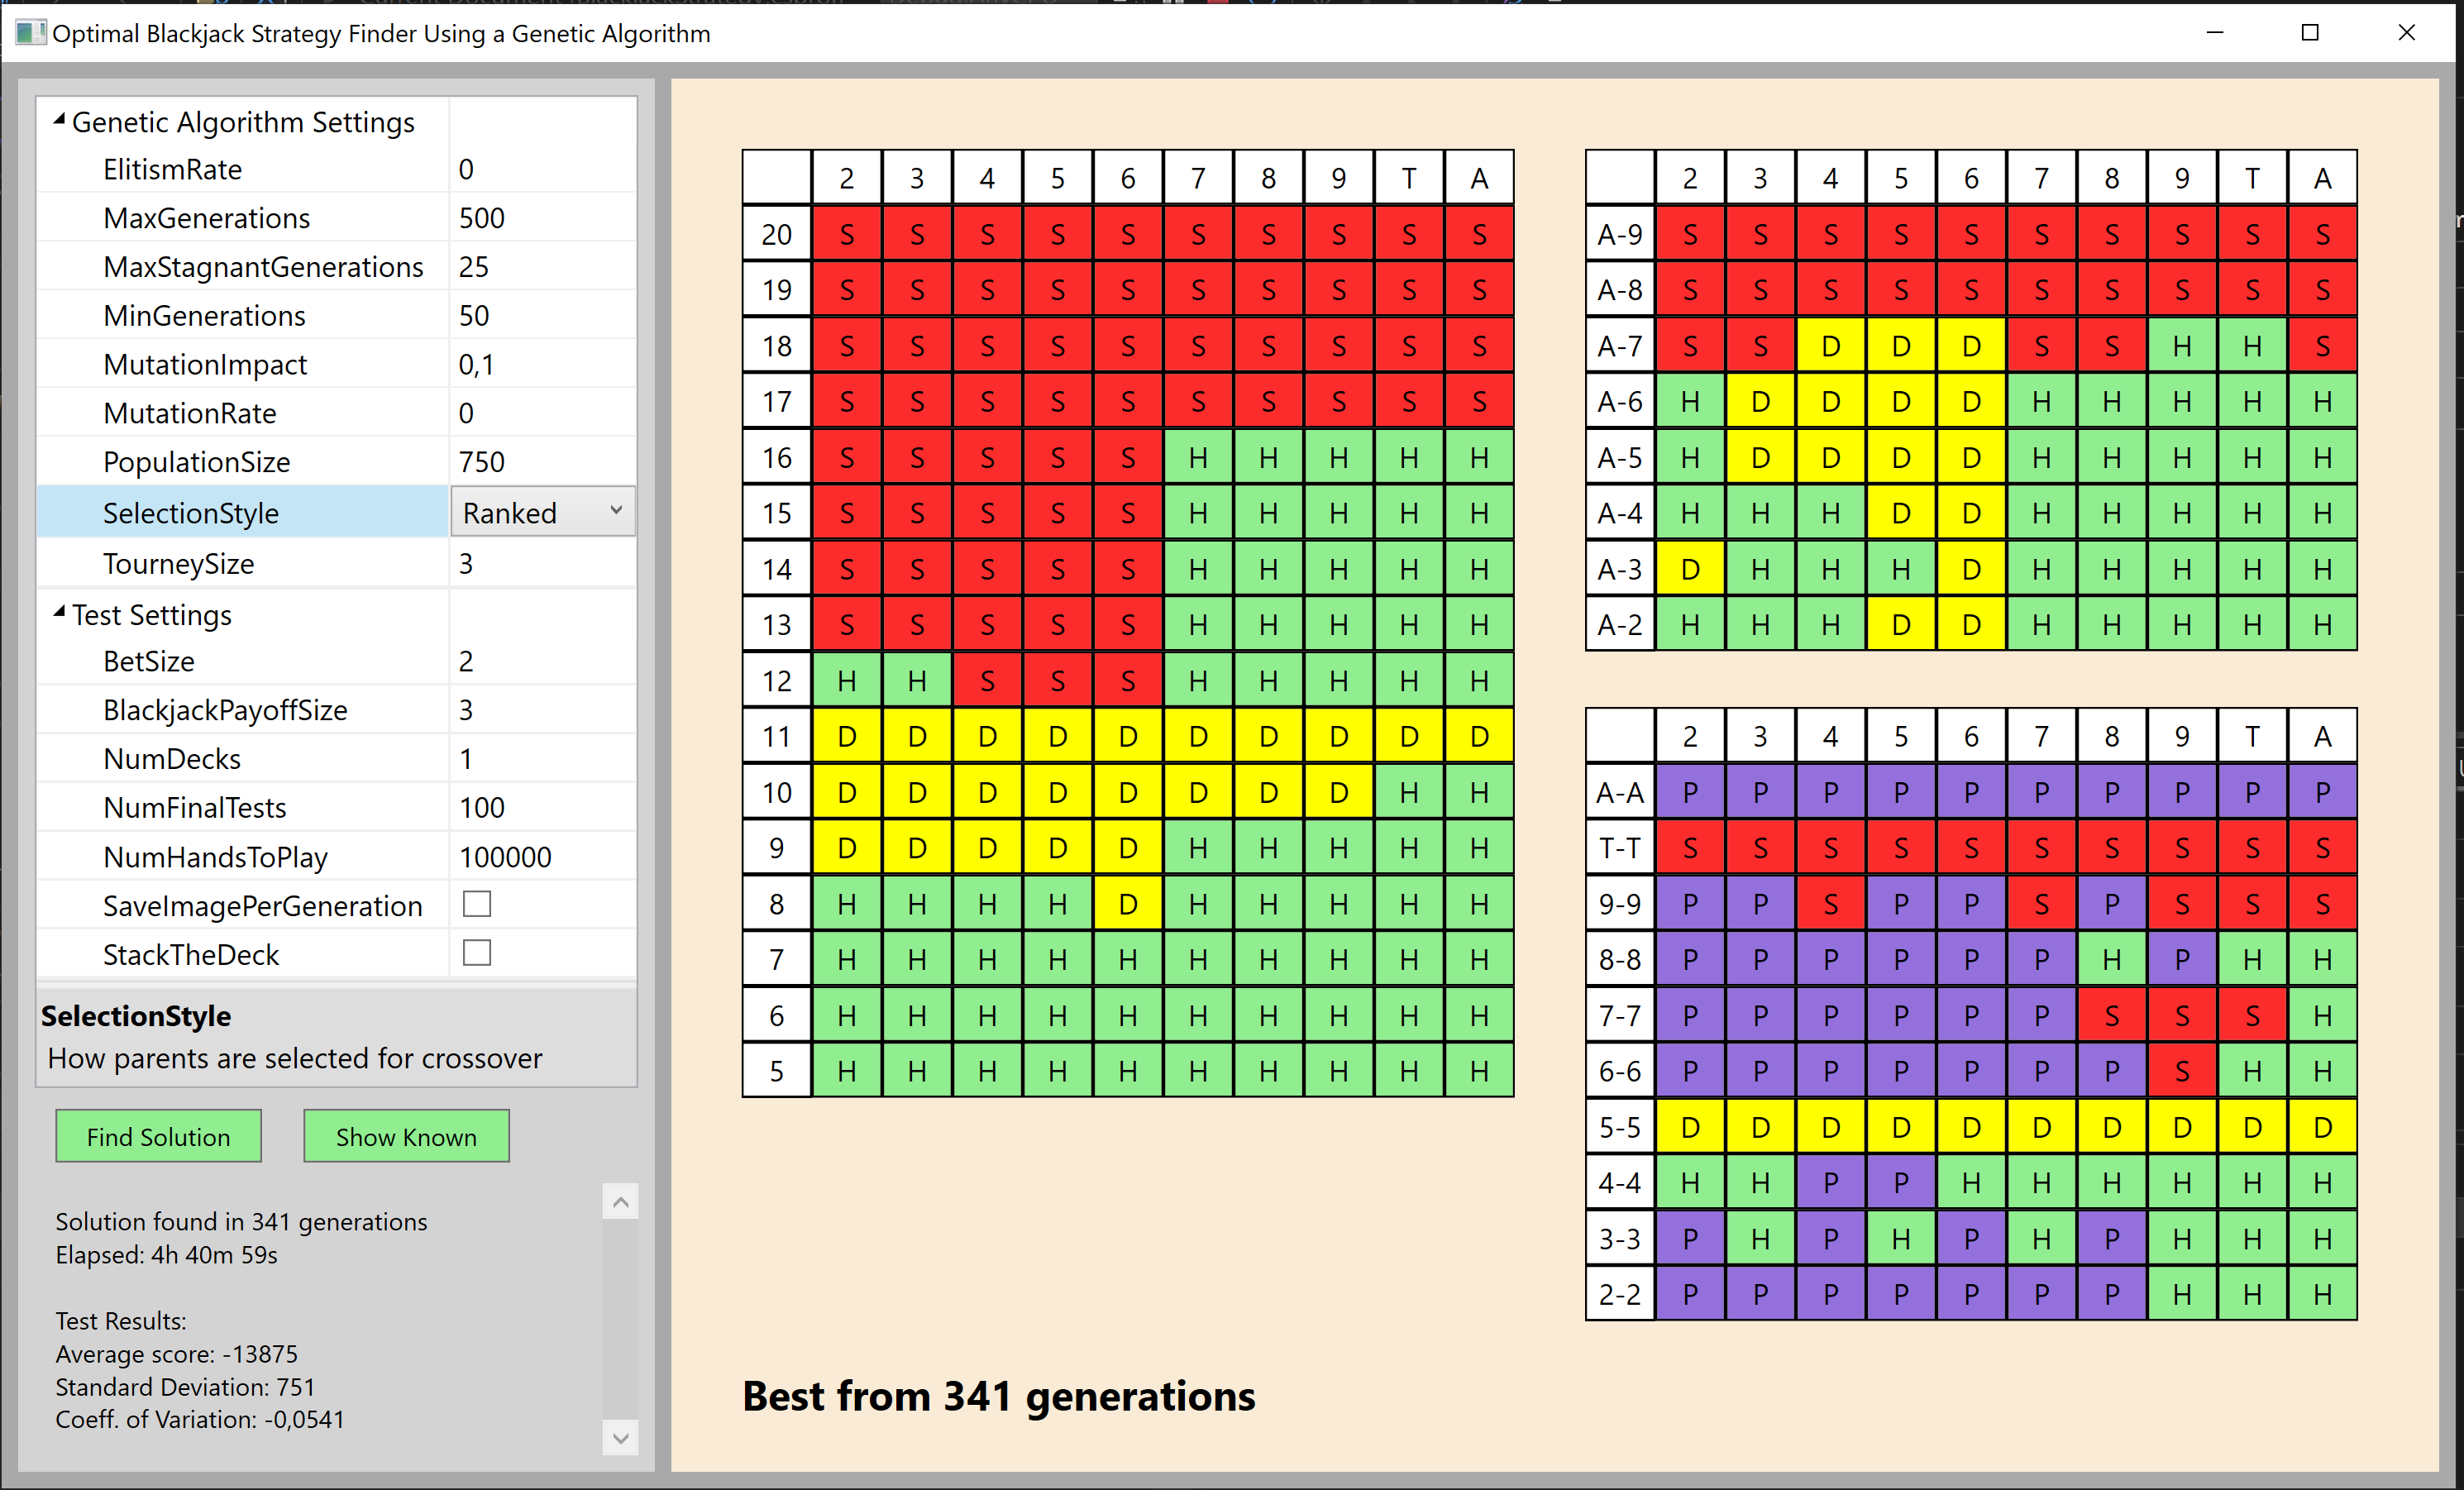 Optimal Blackjack Strategy Finder Using a Genetic Algorithm
Genetic Algorithm Settings
ElitismRate 0
MaxGenerations 500
MaxStagnantGenerations 25
MinGenerations 50
MutationImpact 0,1
MutationRate 0
PopulationSize 750
SelectionStyle Ranked
TourneySize 3
Test Settings
BetSize 2
BlackjackPayoffSize 3
NumDecks 1
NumFinalTests 100
NumHandsToPlay 100000
SaveImagePerGeneration
StackTheDeck
SelectionStyle
How parents are selected for crossover
Find Solution Show Known
Solution found in 341 generations
Elapsed: 4h 40m 59s
Test Results:
Average score: -13875
Standard Deviation: 751
Coeff. of Variation: -0,0541
2 3 4 5 6 7 8 9 T A
20 S S S S S S S S S S
19 S S S S S S S S S S
18 S S S S S S S S S S
17 S S S S S S S S S S
16 S S S S S H H H H H
15 S S S S S H H H H H
14 S S S S S H H H H H
13 S S S S S H H H H H
12 H H S S S H H H H H
11 D D D D D D D D D D
10 D D D D D D D D H H
9 D D D D D H H H H H
8 H H H H D H H H H H
7 H H H H H H H H H H
6 H H H H H H H H H H
5 H H H H H H H H H H
2 3 4 5 6 7 8 9 T A
A-9 S S S S S S S S S S
A-8 S S S S S S S S S S
A-7 S S D D D S S H H S
A-6 H D D D D H H H H H
A-5 H D D D D H H H H H
A-4 H H H D D H H H H H
A-3 D H H H D H H H H H
A-2 H H H D D H H H H H
2 3 4 5 6 7 8 9 T A
A-A P P P P P P P P P P
T-T S S S S S S S S S S
9-9 P P S P P S P S S S
8-8 P P P P P P H P H H
7-7 P P P P P P S S S H
6-6 P P P P P P P S H H
5-5 D D D D D D D D D D
4-4 H H P P H H H H H H
3-3 P H P H P H P H H H
2-2 P P P P P P P H H H
Best from 341 generations